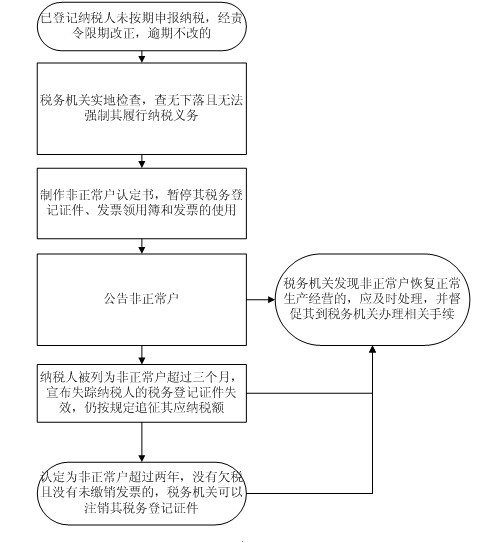 已登记纳税人未按期申报纳税，经责
令限期改正，逾期不改的
税务机关实地检查，查无下落且无法
强制其履行纳税义务
制作非正常户认定书，暂停其税务登
记证件、发票领用簿和发票的使用
公告非正常户
税务机关发现非正常户恢复正常
生产经营的，应及时处理，并督
促其到税务机关办理相关手续
纳税人被列为非正常户超过三个月，
宣布失踪纳税人的税务登记证件失
效，仍按规定追征其应纳税额
认定为非正常户超过两年，没有欠税
且没有未缴销发票的，税务机关可以
注销其税务登记证件